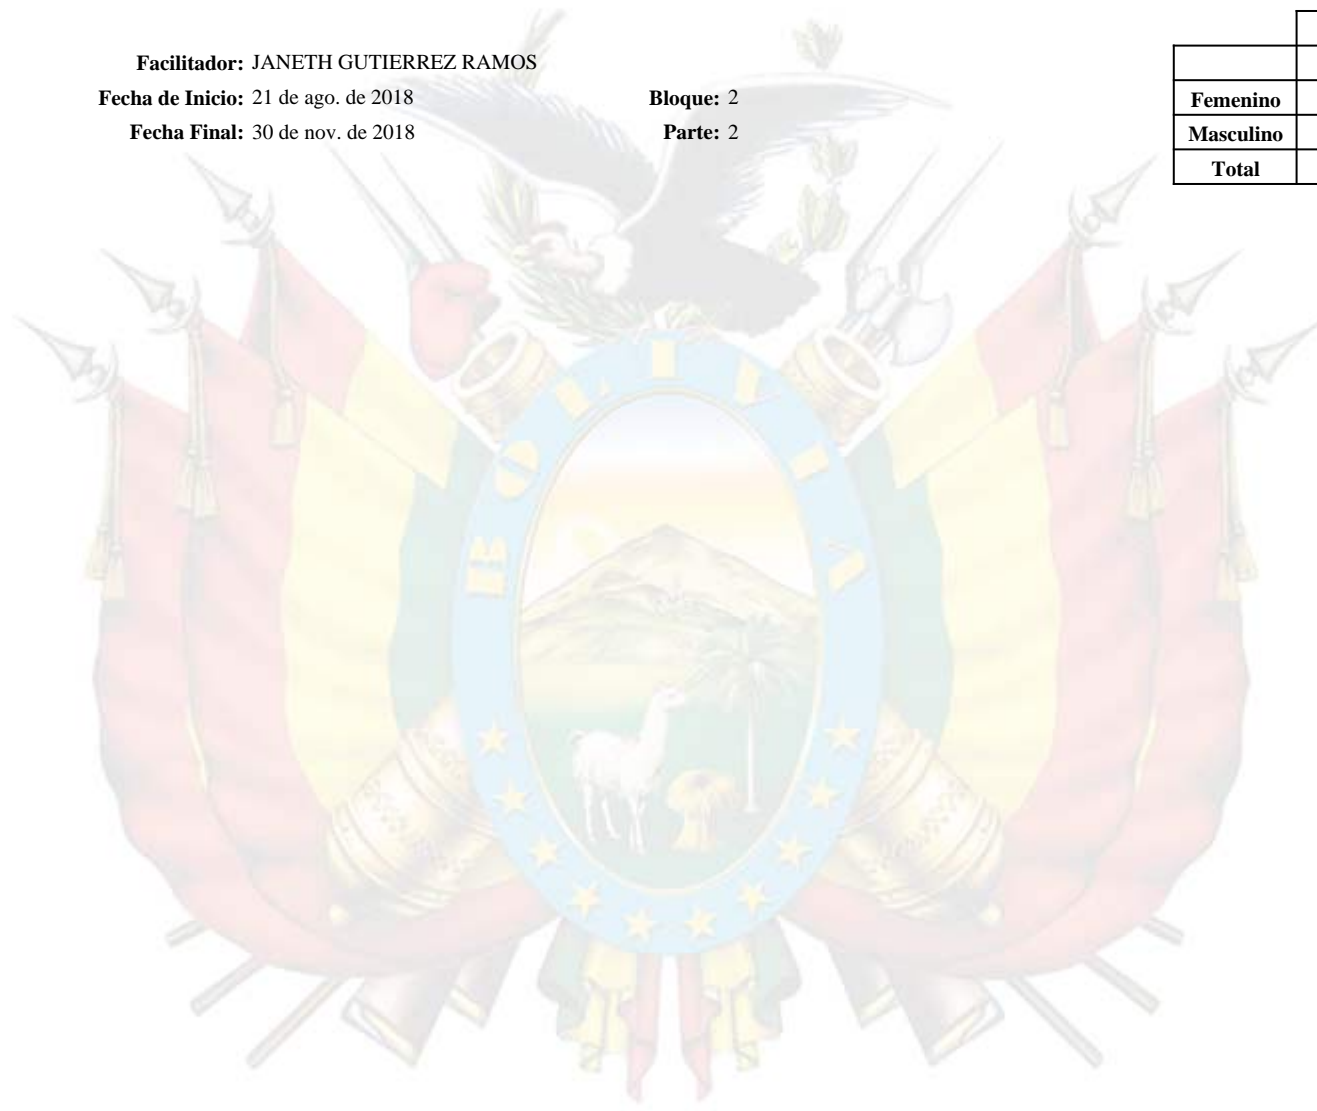 Facilitador: JANETH GUTIERREZ RAMOS
Fecha de Inicio: 21 de ago. de 2018 Bloque: 2
Fecha Final: 30 de nov. de 2018 Parte: 2
Femenino
Masculino
Total
BOLIVIA